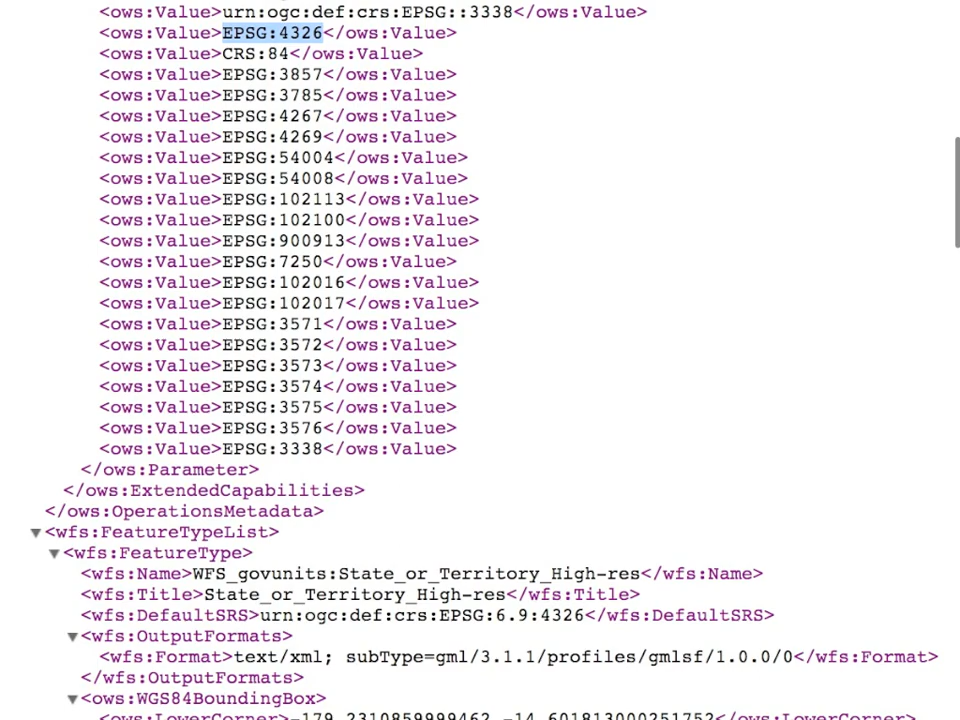 <ows:Value>urn:ogc:def:crs:EPSG::3338</ows:Value>
<ows:Value>EPSG:4326</ows:Value>
<ows:Value>CRS:84</ows:Value>
<ows:Value>EPSG:3857</ows:Value>
<ows:Value>EPSG:3785</ows:Value>
<ows:Value>EPSG:4267</ows:Value>
<ows:Value>EPSG:4269</ows:Value>
<ows:Value>EPSG:54004</ows:Value>
<ows:Value>EPSG:54008</ows:Value>
<ows:Value>EPSG:102113</ows:Value>
<ows:Value>EPSG:102100</ows:Value>
<ows:Value>EPSG:900913</ows:Value>
<ows:Value>EPSG:7250</ows:Value>
<ows:Value>EPSG:102016</ows:Value>
<ows:Value>EPSG:102017</ows:Value>
<ows:Value>EPSG:3571</ows:Value>
<ows:Value>EPSG:3572</ows:Value>
<ows:Value>EPSG:3573</ows:Value>
<ows:Value>EPSG:3574</ows:Value>
<ows:Value>EPSG:3575</ows:Value>
<ows:Value>EPSG:3576</ows:Value>
<ows:Value>EPSG:3338</ows:Value>
</ows:Parameter>
</ows:ExtendedCapabilities>
</ows:OperationsMetadata>
<wfs:FeatureTypeList>
<wfs:FeatureType>
<wfs:Name>WFS_govunits:State_or_Territory_High-res</wfs:Name>
<wfs:Title>State_or_Territory_High-res</wfs:Title>
<wfs:DefaultSRS>urn:ogc:def:crs:EPSG:6.9:4326</wfs:DefaultSRS>
<wfs:OutputFormats>
<wfs:Format>text/xml; subType=gml/3.1.1/profiles/gmlsf/1.0.0/0</wfs:Format>
</wfs:OutputFormats>
<ows:WGS84BoundingBox>
<ows:LowerCorner>-179.2310859999462 -14.601813000251752</ows:LowerCorner>